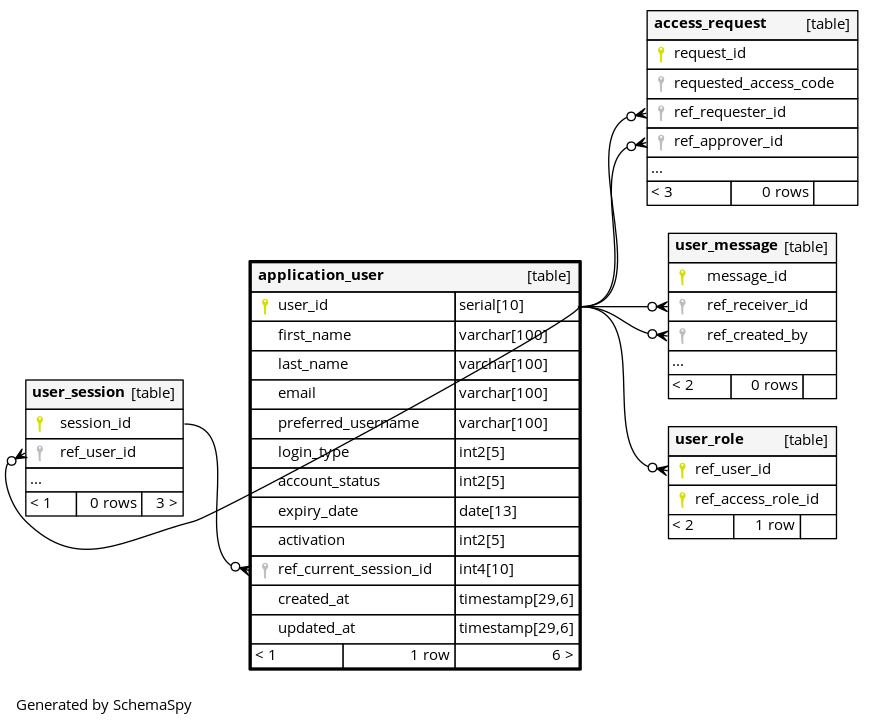 access_request [table]
request_id
requested_access_code
ref_requester_id
ref_approver_id
...
< 3 0 rows
user_message [table]
message_id
ref_receiver_id
ref_created_by
...
< 2 0 rows
application_user [table]
user_id serial[10]
first_name varchar[100]
last_name varchar[100]
email varchar[100]
preferred_username varchar[100]
login_type int2[5]
account_status int2[5]
expiry_date date[13]
activation int2[5]
ref_current_session_id int4[10]
created_at timestamp[29,6]
updated_at timestamp[29,6]
< 1 1 row 6 >
user_session [table]
session_id
ref_user_id
...
< 1 0 rows 3 >
user_role [table]
ref_user_id
ref_access_role_id
< 2 1 row
Generated by SchemaSpy